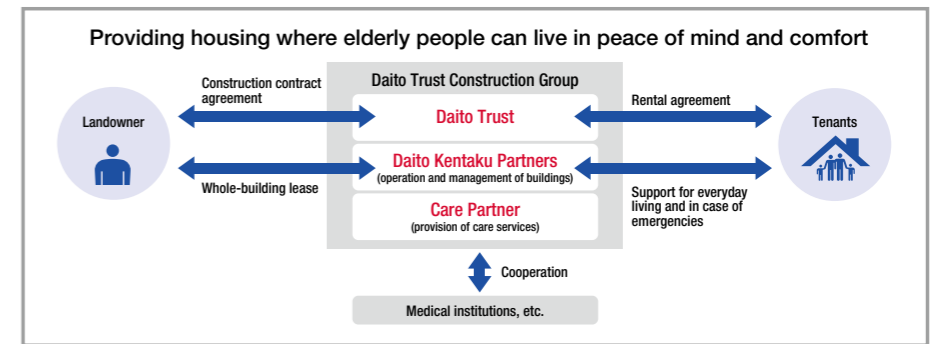 Providing housing where elderly people can live in peace of mind and comfort
Construction contract
agreement
Daito Trust Construction Group
Landowner
Daito Trust
Rental agreement
Tenants
Daito Kentaku Partners
(operation and management of buildings)
Whole-building lease
Support for everyday
living and in case of
emergencies
Care Partner
(provision of care services)
Cooperation
Medical institutions, etc.